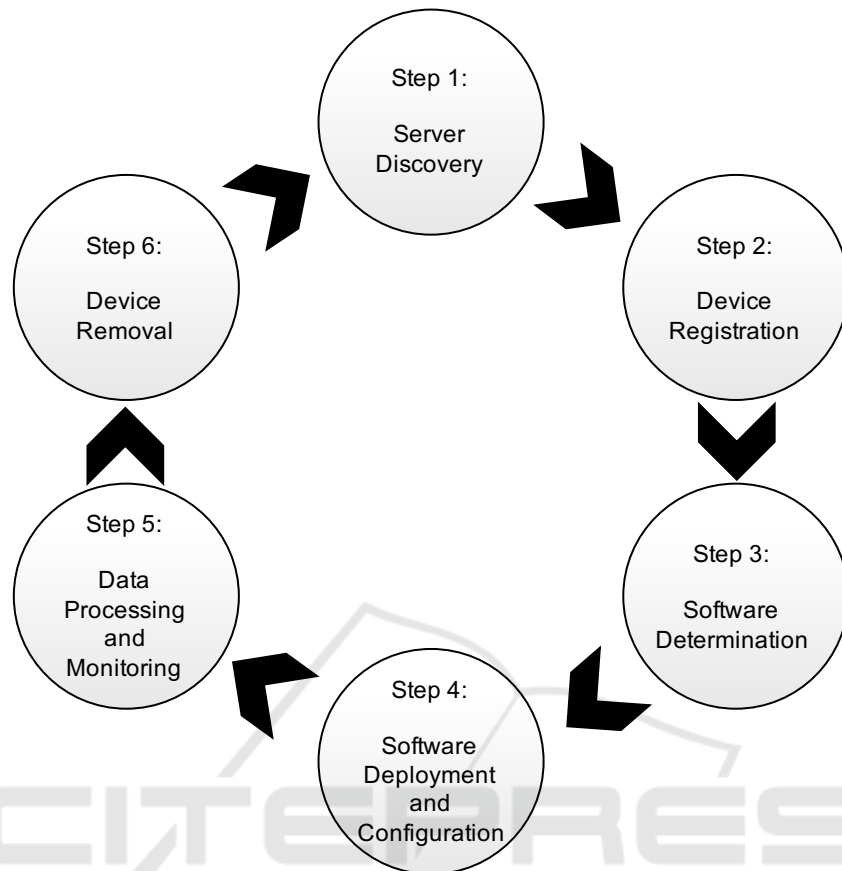 Step 1:
Server
Discovery
Step 2:
Device
Registration
Step 3:
Software
Determination
Step 4:
Software
Deployment
and
Configuration
Step 5:
Data
Processing
and
Monitoring
Step 6:
Device
Removal
CITEPRES